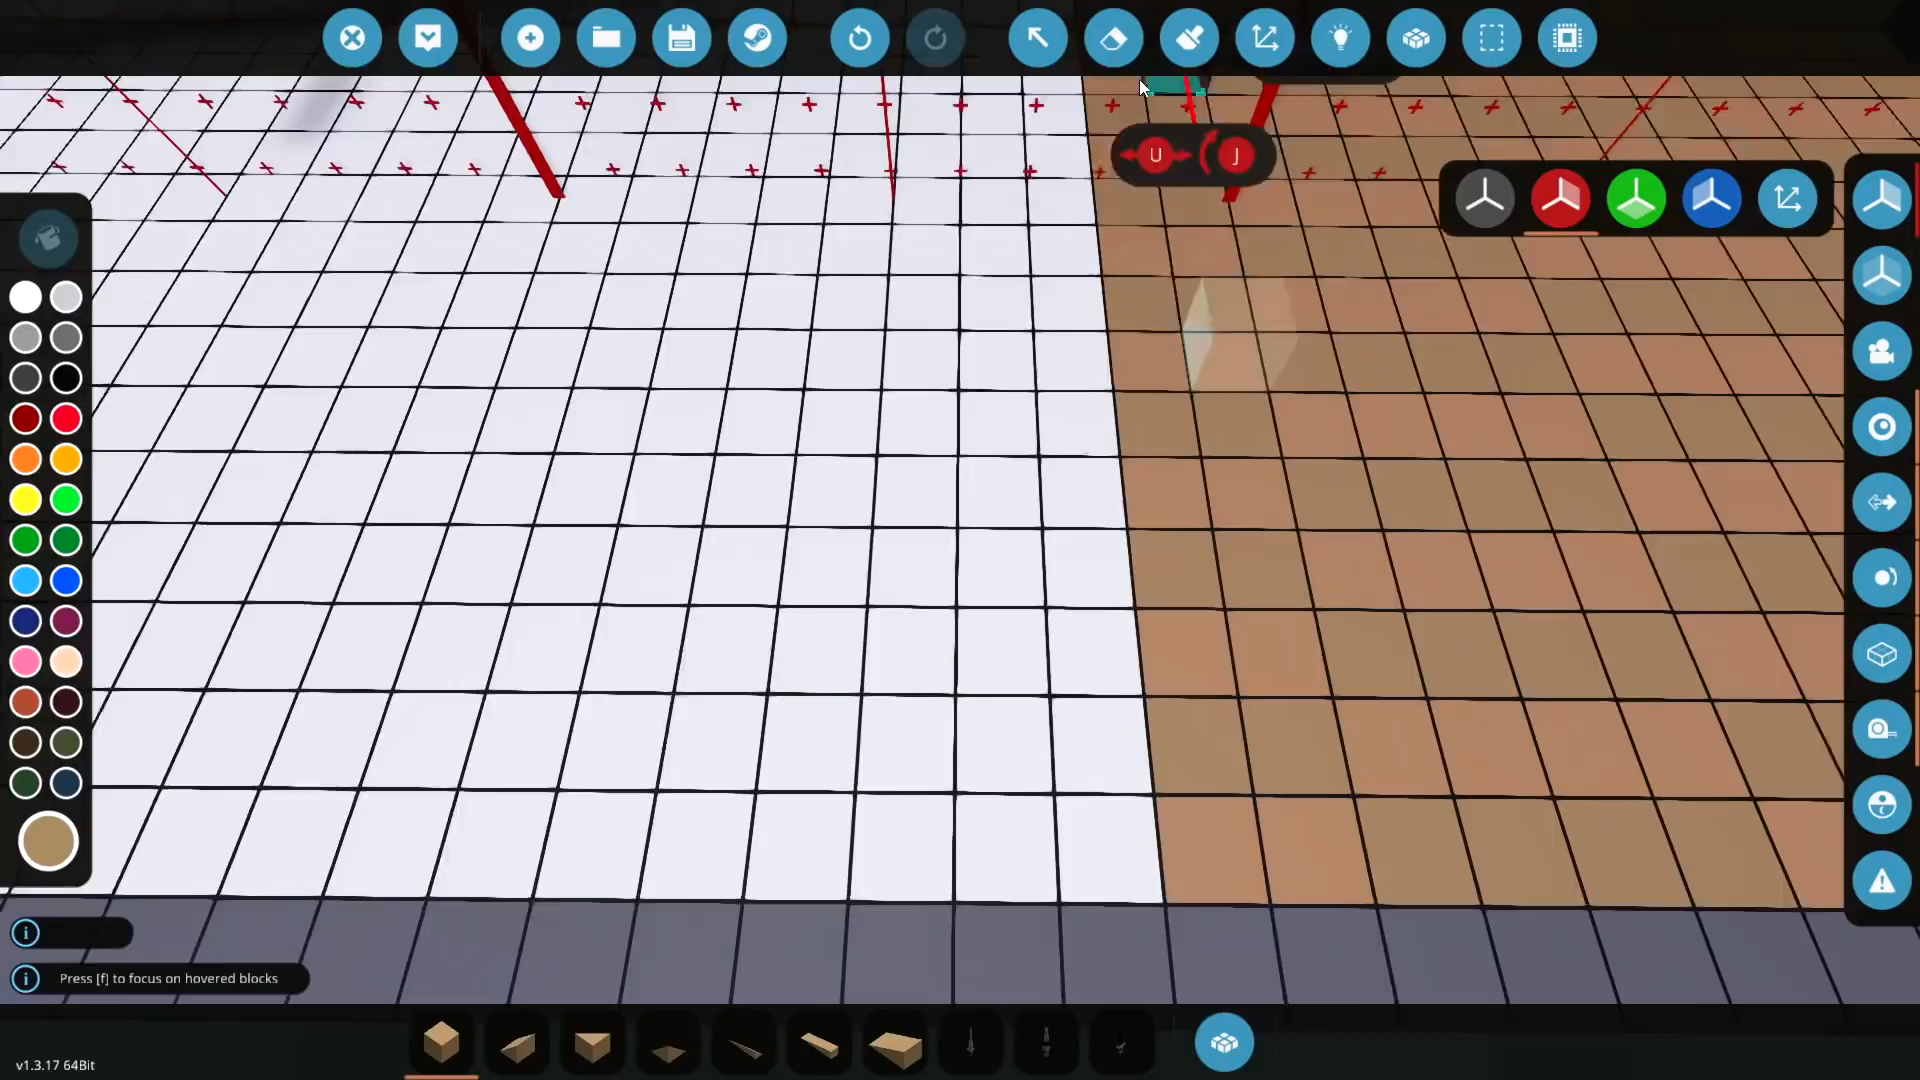 U
J
Press [f] to focus on hovered blocks
v1.3.17 64Bit